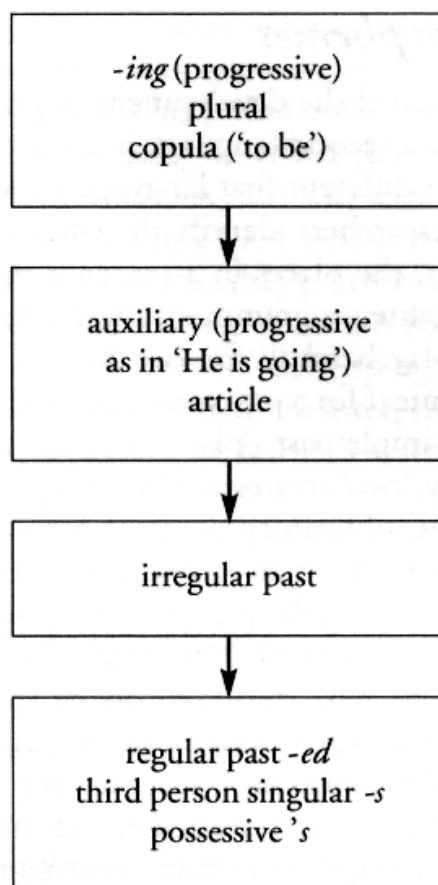 -ing (progressive)
plural
copula (‘to be’)
auxiliary (progressive
as in ‘He is going’)
article
irregular past
regular past -ed
third person singular -s
possessive ’s